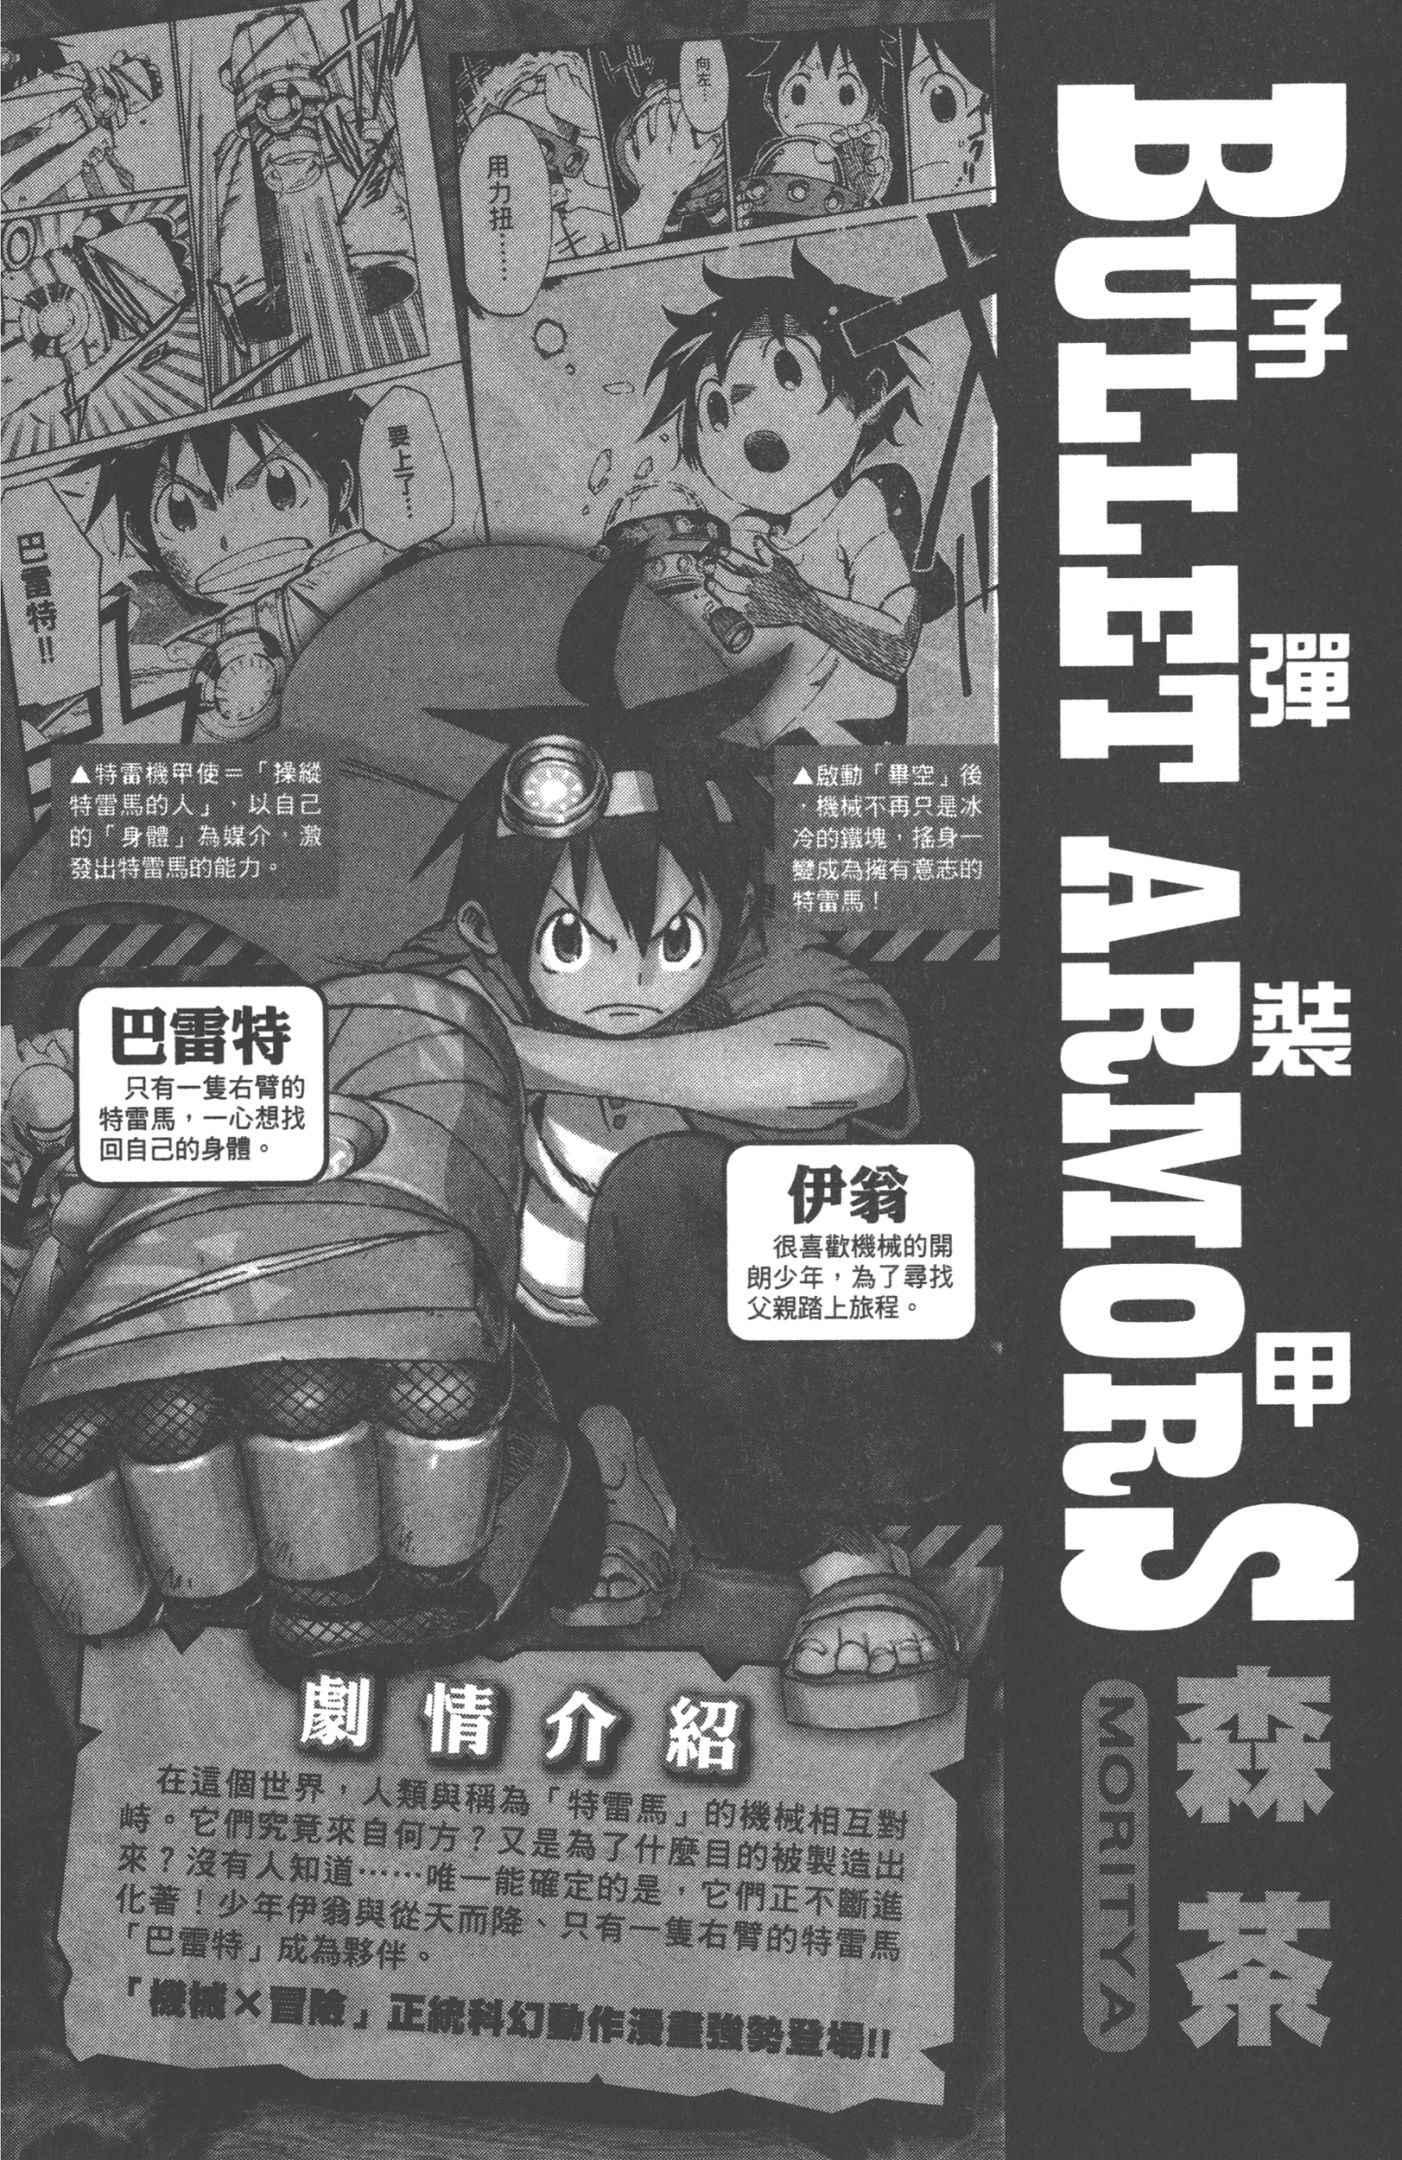 BULLET ARMORS
子彈裝甲
森茶
MORITYA
向左…
用力扭……
要上了…
巴雷特!!
▲特雷機甲使＝「操縱
特雷馬的人」，以自己
的「身體」為媒介，激
發出特雷馬的能力。
▲啟動「畢空」後
，機械不再只是冰
冷的鐵塊，搖身一
變成為擁有意志的
特雷馬！
巴雷特
只有一隻右臂的
特雷馬，一心想找
回自己的身體。
伊翁
很喜歡機械的開
朗少年，為了尋找
父親踏上旅程。
劇情介紹
在這個世界，人類與稱為「特雷馬」的機械相互對
峙。它們究竟來自何方？又是為了什麼目的被製造出
來？沒有人知道……唯一能確定的是，它們正不斷進
化著！少年伊翁與從天而降、只有一隻右臂的特雷馬
「巴雷特」成為夥伴。
「機械×冒險」正統科幻動作漫畫強勢登場!!